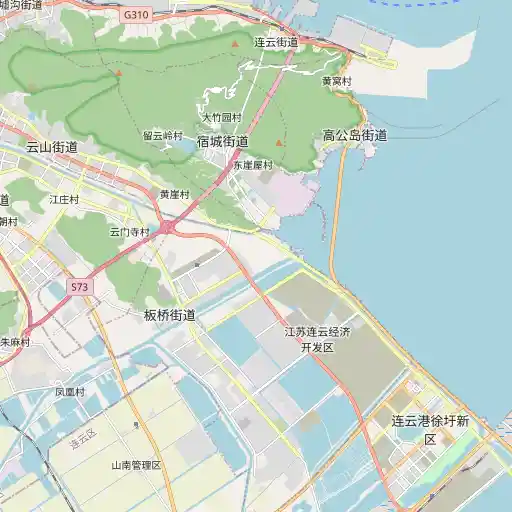 墟沟街道
G310
连云街道
黄窝村
大竹园村
留云岭村
宿城街道
高公岛街道
云山街道
东崖屋村
黄崖村
江庄村
道
朝村
云门寺村
S73
板桥街道
朱麻村
江苏连云经济
开发区
凤凰村
连云港徐圩新
区
连云区
山南管理区